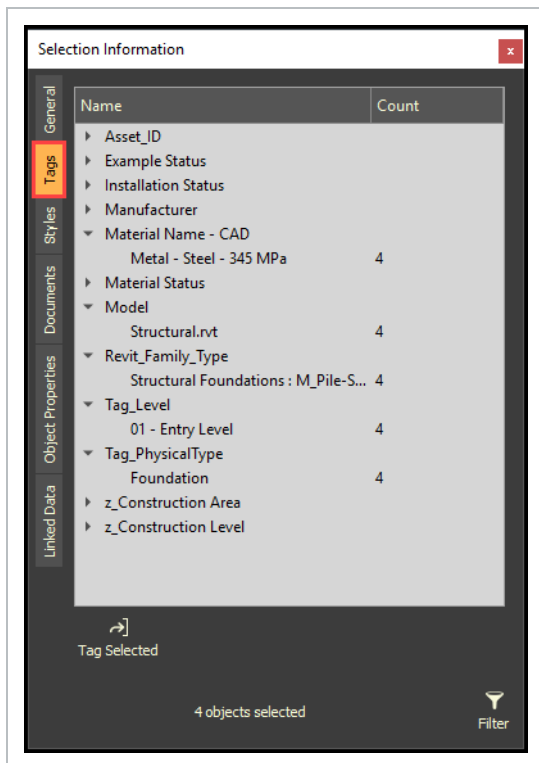 Selection Information
x
General
Tags
Styles
Documents
Object Properties
Linked Data
Name Count
Asset_ID
Example Status
Installation Status
Manufacturer
Material Name - CAD
Metal - Steel - 345 MPa 4
Material Status
Model
Structural.rvt 4
Revit_Family_Type
Structural Foundations : M_Pile-S... 4
Tag_Level
01 - Entry Level 4
Tag_PhysicalType
Foundation 4
z_Construction Area
z_Construction Level
Tag Selected
4 objects selected
Filter